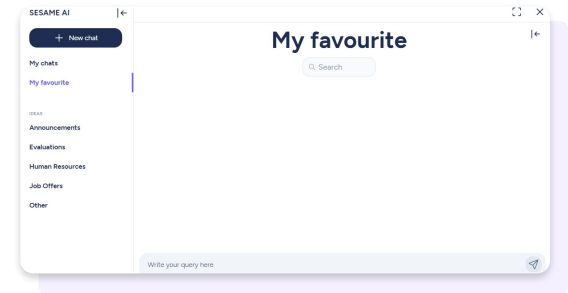 SESAME AI
New chat
My chats
My favourite
IDEAS
Announcements
Evaluations
Human Resources
Job Offers
Other
My favourite
Search
Write your query here